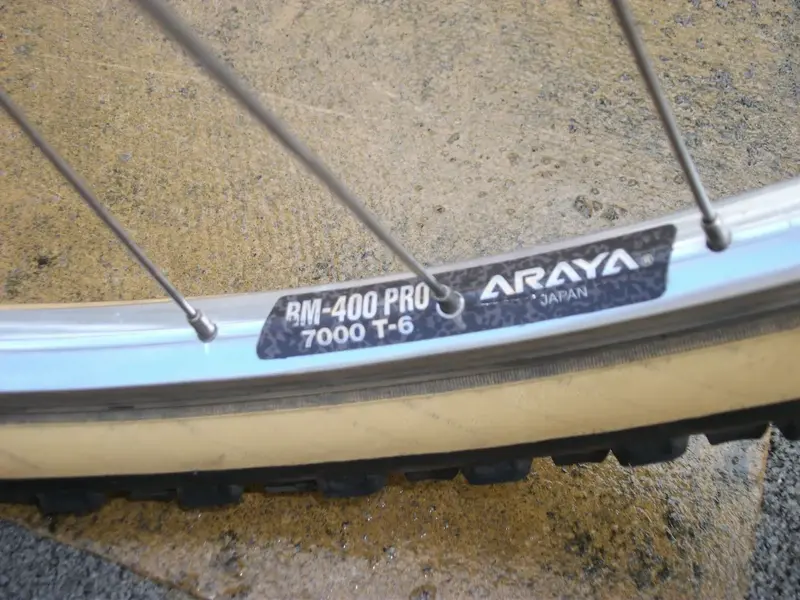 RM-400 PRO
7000 T-6
ARAYA®
JAPAN